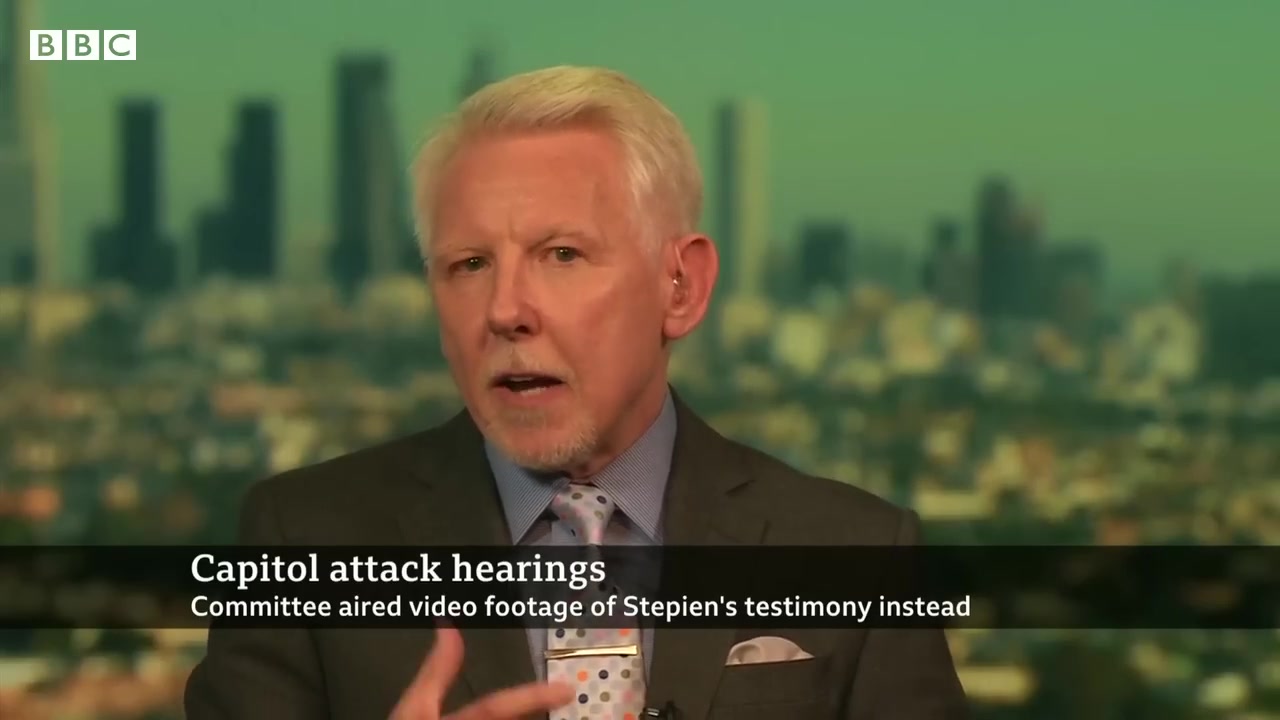 BBC
Capitol attack hearings
Committee aired video footage of Stepien's testimony instead